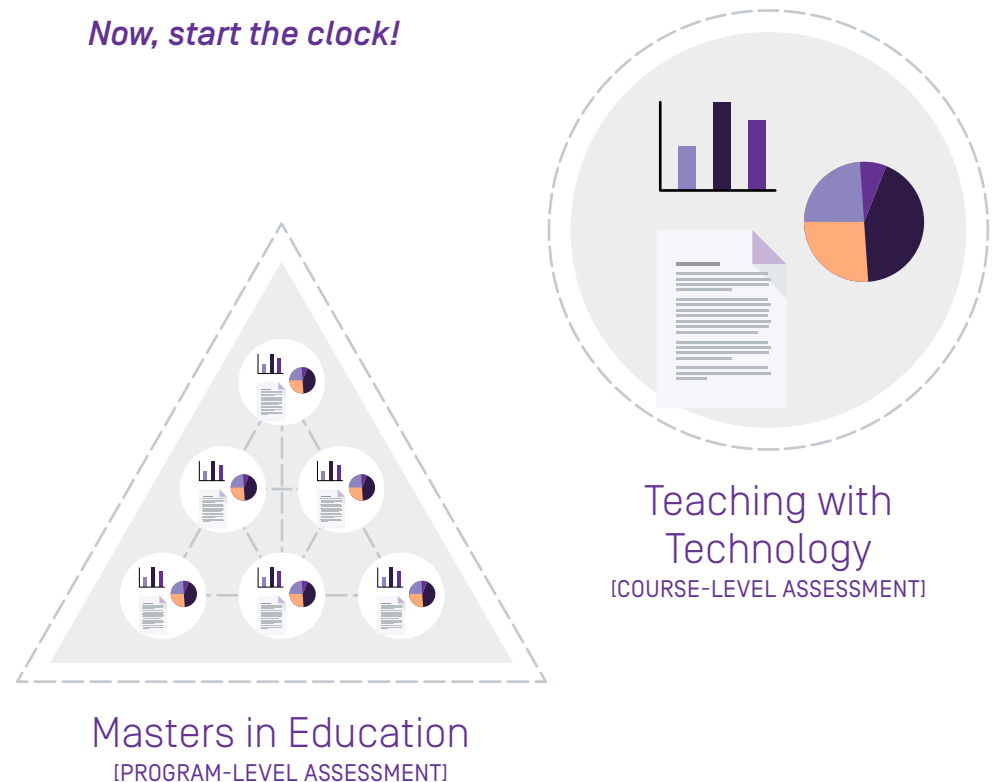 Now, start the clock!
Teaching with
Technology
[COURSE-LEVEL ASSESSMENT]
Masters in Education
[PROGRAM-LEVEL ASSESSMENT]